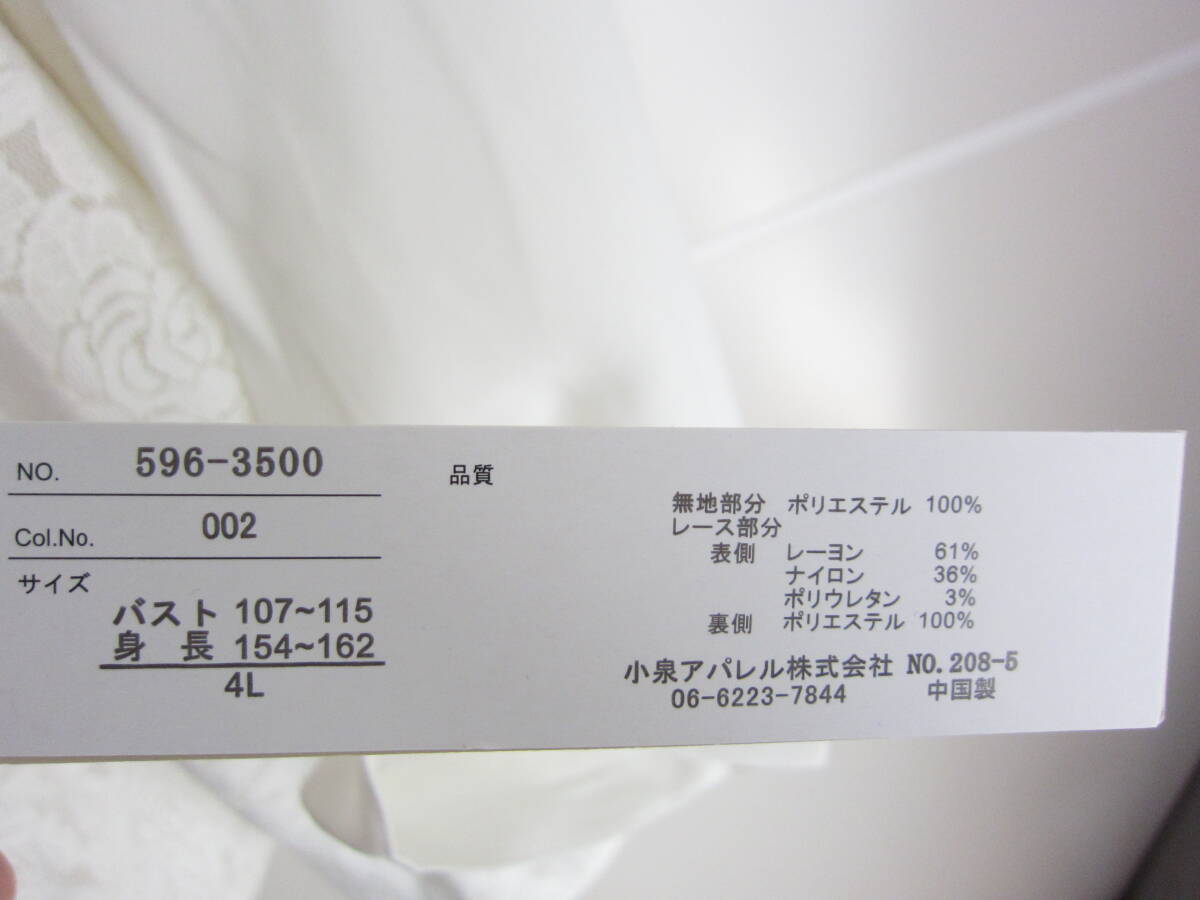 NO. 596-3500
Col.No. 002
サイズ
バスト 107~115
身 長 154~162
4L
品質
無地部分 ポリエステル 100%
レース部分
表側 レーヨン 61%
ナイロン 36%
ポリウレタン 3%
裏側 ポリエステル 100%
小泉アパレル株式会社 NO.208-5
06-6223-7844 中国製